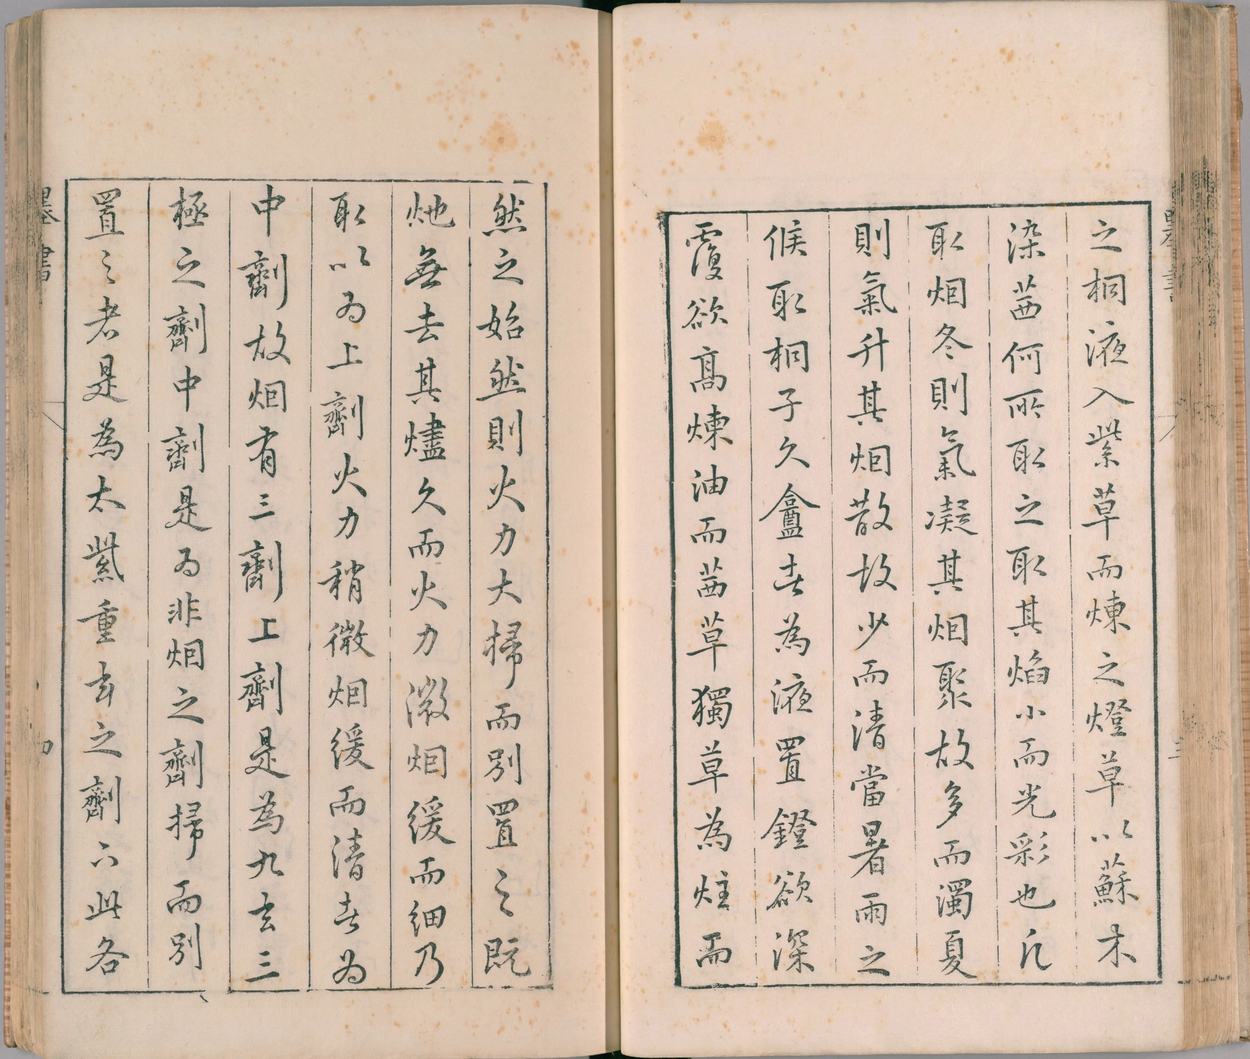 之桐液入紫草而煉之燈草以蘇木
染茜何所取之取其焰小而光彩也凡
取烟冬則氣凝其烟聚故多而濁夏
則氣升其烟散故少而清當暑雨之
候取桐子久盦去為液置鐙欲深
覆欲高煉油而茜草獨草為炷而
然之始然則火力大掃而別置之既
灺無去其燼久而火力微烟緩而細乃
取以為上劑火力稍微烟緩而清去為
中劑故烟有三劑上劑是為九玄三
極之劑中劑是為非烟之劑掃而別
置之者是為太紫重玄之劑六此各
墨書